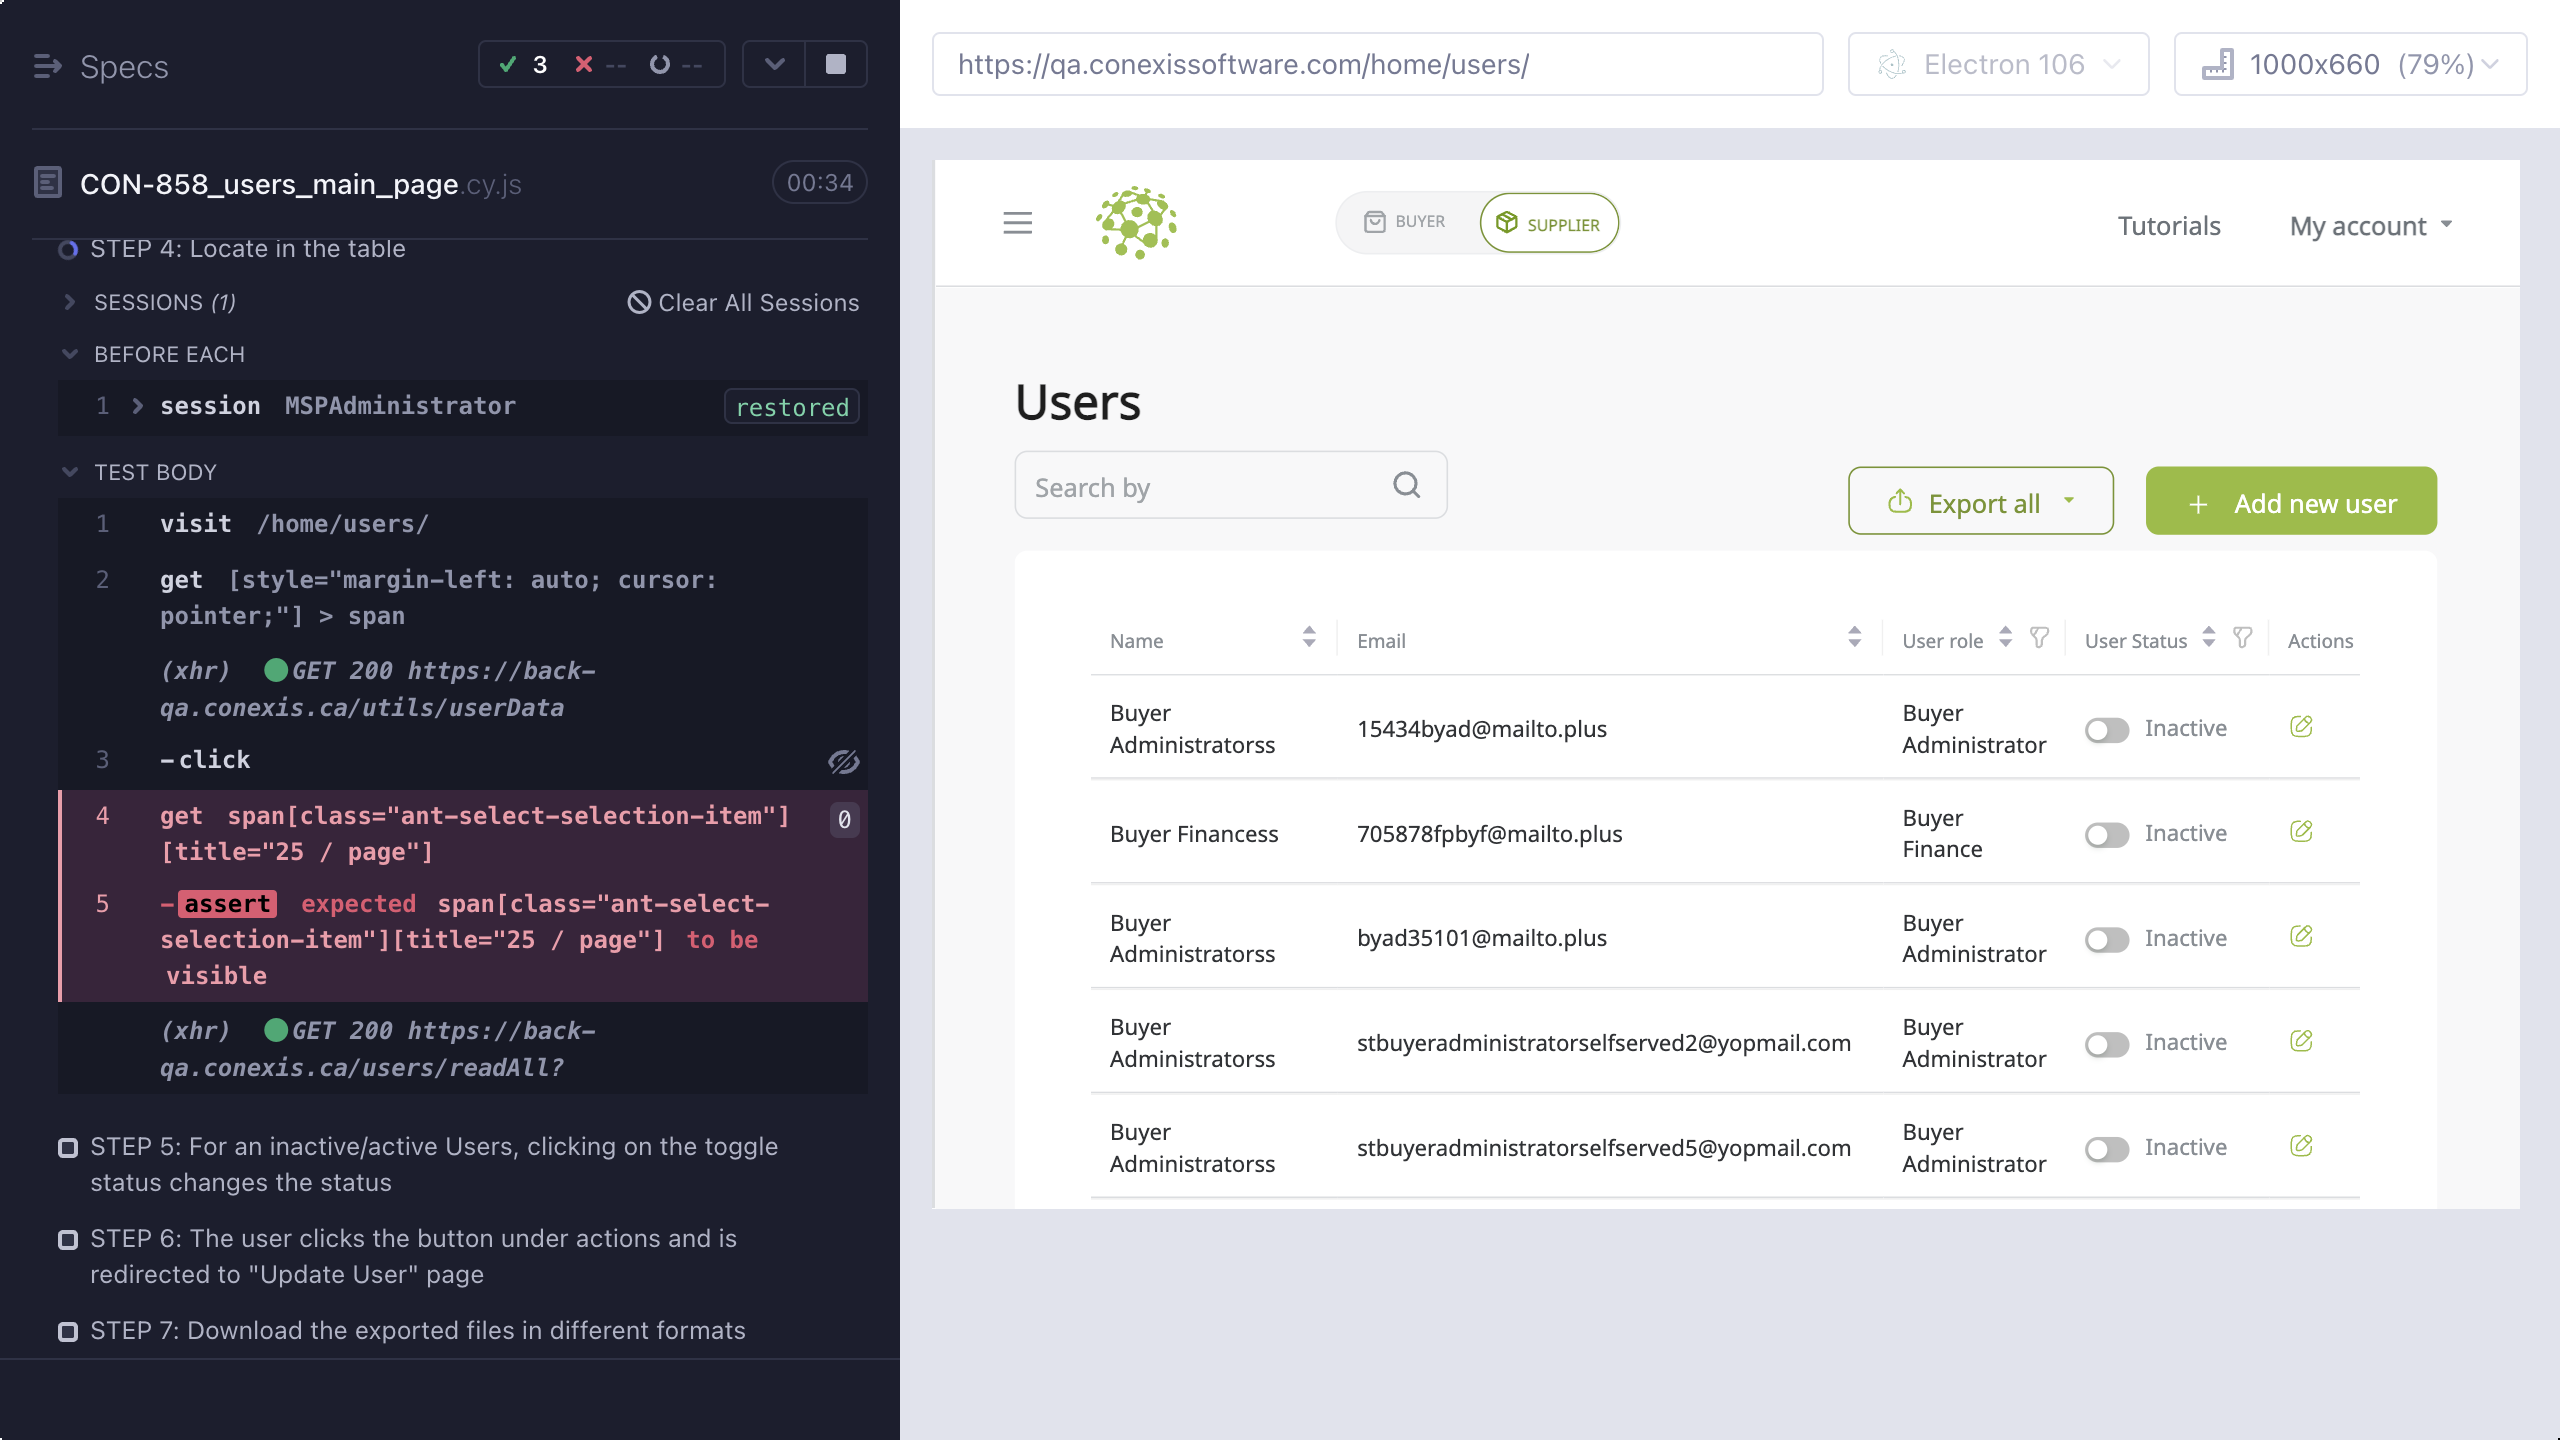 Specs
3 -- --
CON-858_users_main_page.cy.js 00:34
STEP 4: Locate in the table
SESSIONS (1) Clear All Sessions
BEFORE EACH
1 session MSPAdministrator restored
TEST BODY
1 visit /home/users/
2 get [style="margin-left: auto; cursor:
pointer;"] > span
(xhr) GET 200 https://back-
qa.conexis.ca/utils/userData
3 -click
4 get span[class="ant-select-selection-item"] 0
[title="25 / page"]
5 -assert expected span[class="ant-select-
selection-item"][title="25 / page"] to be
visible
(xhr) GET 200 https://back-
qa.conexis.ca/users/readAll?
STEP 5: For an inactive/active Users, clicking on the toggle
status changes the status
STEP 6: The user clicks the button under actions and is
redirected to "Update User" page
STEP 7: Download the exported files in different formats
https://qa.conexissoftware.com/home/users/ Electron 106 1000x660 (79%)
BUYER SUPPLIER Tutorials My account
Users
Search by Export all + Add new user
Name Email User role User Status Actions
Buyer Administratorss 15434byad@mailto.plus Buyer Administrator Inactive
Buyer Financess 705878fpbyf@mailto.plus Buyer Finance Inactive
Buyer Administratorss byad35101@mailto.plus Buyer Administrator Inactive
Buyer Administratorss stbuyeradministratorselfserved2@yopmail.com Buyer Administrator Inactive
Buyer Administratorss stbuyeradministratorselfserved5@yopmail.com Buyer Administrator Inactive